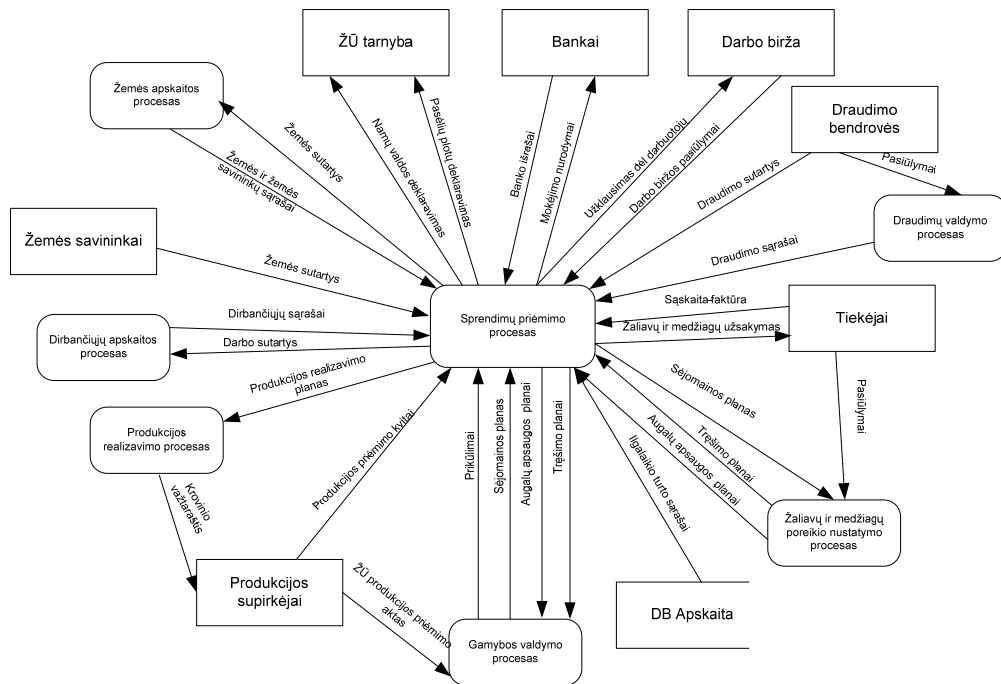 ŽŪ tarnyba
Bankai
Darbo birža
Žemės apskaitos
procesas
Draudimo
bendrovės
Pasiūlymai
Draudimų valdymo
procesas
Žemės sutartys
Žemės ir žemės
savininkų sąrašai
Namų valdos deklaravimas
Pasėlių plotų deklaravimas
Banko išrašai
Mokėjimo nurodymai
Užklausimas dėl darbuotojų
Darbo biržos pasiūlymai
Draudimo sutartys
Draudimo sąrašai
Žemės savininkai
Žemės sutartys
Sprendimų priėmimo
procesas
Sąskaita-faktūra
Žaliavų ir medžiagų užsakymas
Tiekėjai
Dirbančiųjų apskaitos
procesas
Dirbančiųjų sąrašai
Darbo sutartys
Produkcijos realizavimo
planas
Produkcijos
realizavimo procesas
Krovinio
važtaraštis
Produkcijos priėmimo kvitai
Prikūlimai
Sėjomainos planas
Augalų apsaugos planai
Tręšimo planai
Ilgalaikio turto sąrašai
Sėjomainos planas
Tręšimo planai
Augalų apsaugos planai
Pasiūlymai
Žaliavų ir medžiagų
poreikio nustatymo
procesas
Produkcijos
supirkėjai
ŽŪ produkcijos priėmimo
aktas
Gamybos valdymo
procesas
DB Apskaita